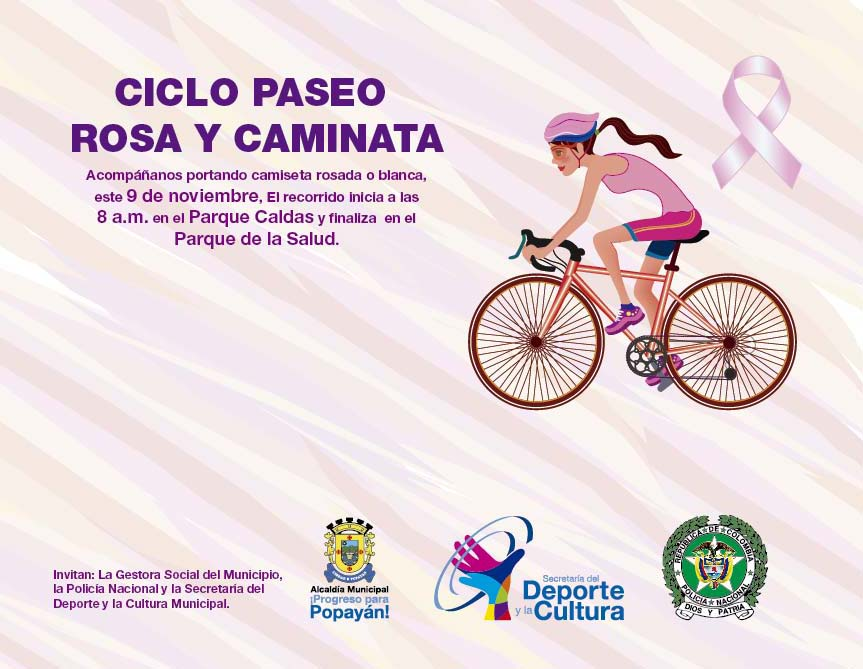 CICLO PASEO
ROSA Y CAMINATA
Acompáñanos portando camiseta rosada o blanca,
este 9 de noviembre, El recorrido inicia a las
8 a.m. en el Parque Caldas y finaliza en el
Parque de la Salud.
Invitan: La Gestora Social del Municipio,
la Policía Nacional y la Secretaría del
Deporte y la Cultura Municipal.
Alcaldía Municipal
¡Progreso para
Popayán!
Secretaría del
Deporte
y la Cultura
REPÚBLICA DE COLOMBIA
POLICIA NACIONAL
DIOS Y PATRIA